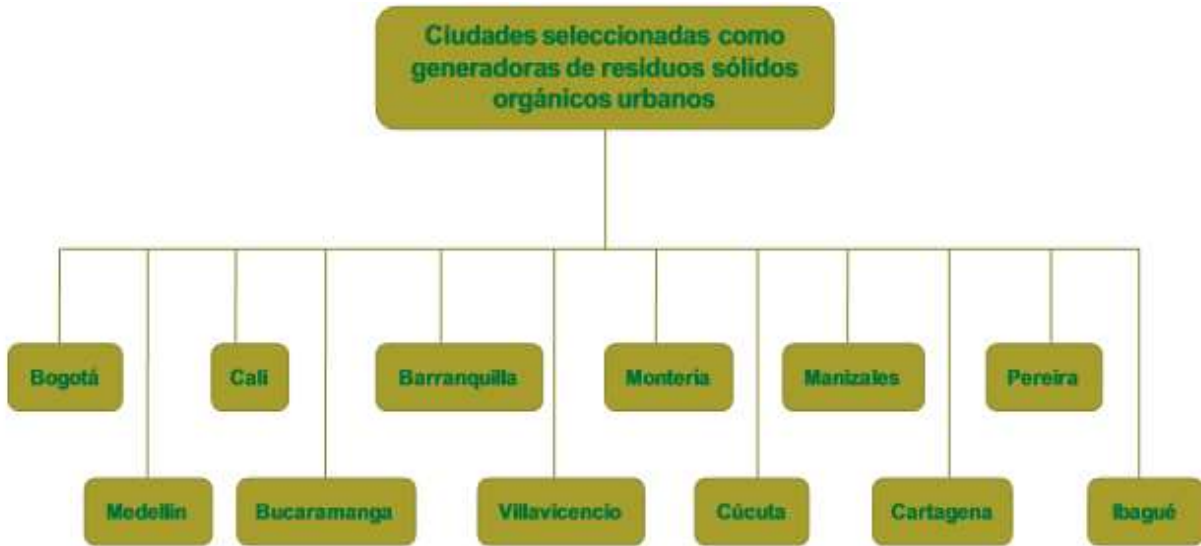 Ciudades seleccionadas como
generadoras de residuos sólidos
orgánicos urbanos
Bogotá
Cali
Barranquilla
Montería
Manizales
Pereira
Medellín
Bucaramanga
Villavicencio
Cúcuta
Cartagena
Ibagué